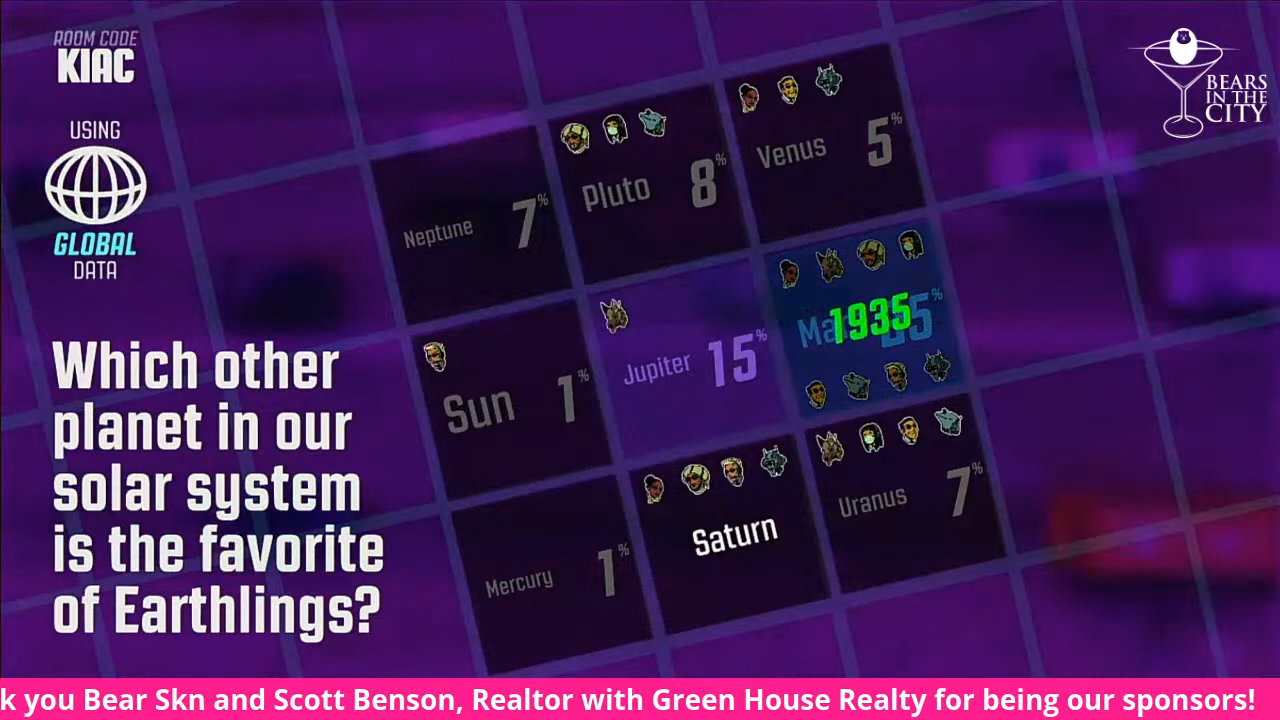 ROOM CODE
KIAC
USING
GLOBAL
DATA
Which other
planet in our
solar system
is the favorite
of Earthlings?
Neptune 7%
Pluto 8%
Venus 5%
Sun 1%
Jupiter 15%
1935
Mercury 1%
Saturn
Uranus 7%
BEARS
IN THE
CITY
k you Bear Skn and Scott Benson, Realtor with Green House Realty for being our sponsors!